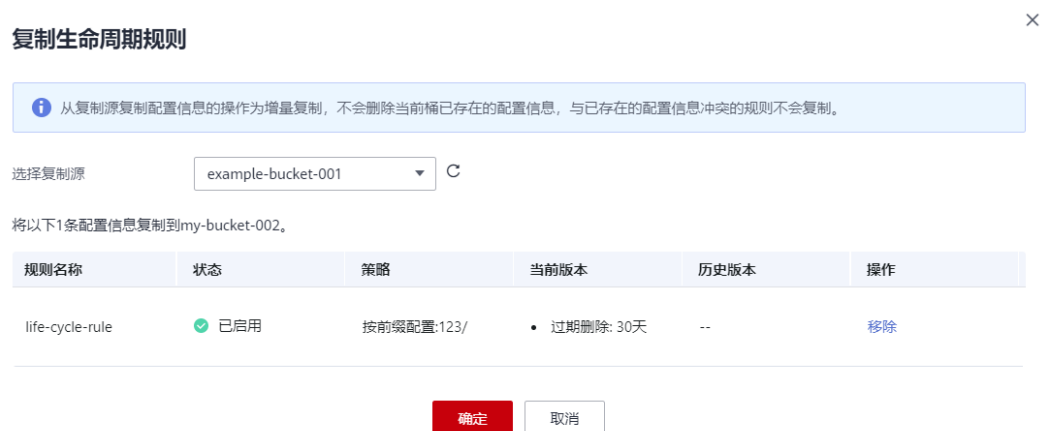 复制生命周期规则
从复制源复制配置信息的操作为增量复制，不会删除当前桶已存在的配置信息，与已存在的配置信息冲突的规则不会复制。
选择复制源 example-bucket-001
将以下1条配置信息复制到my-bucket-002。
规则名称 状态 策略 当前版本 历史版本 操作
life-cycle-rule 已启用 按前缀配置:123/ • 过期删除: 30天 -- 移除
确定 取消